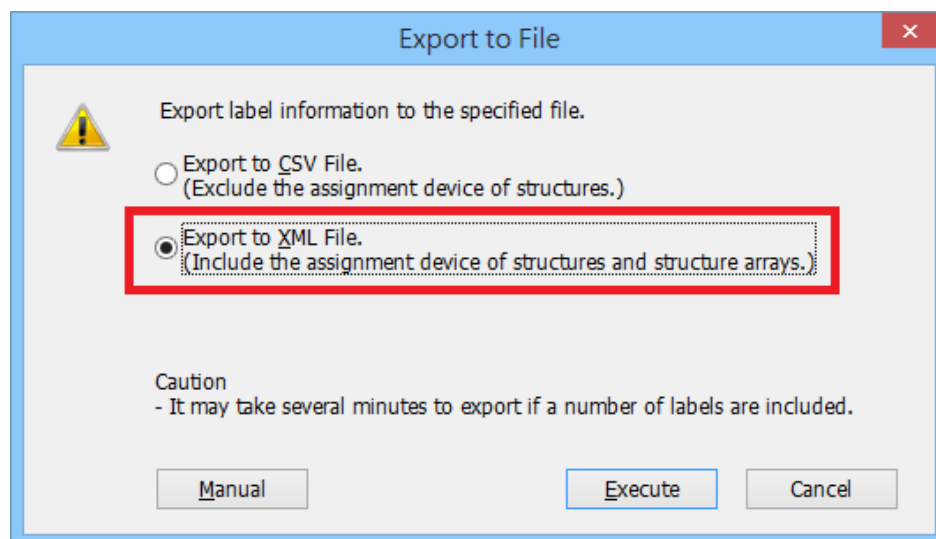 Export to File
Export label information to the specified file.
Export to CSV File.
(Exclude the assignment device of structures.)
Export to XML File.
(Include the assignment device of structures and structure arrays.)
Caution
- It may take several minutes to export if a number of labels are included.
Manual
Execute
Cancel